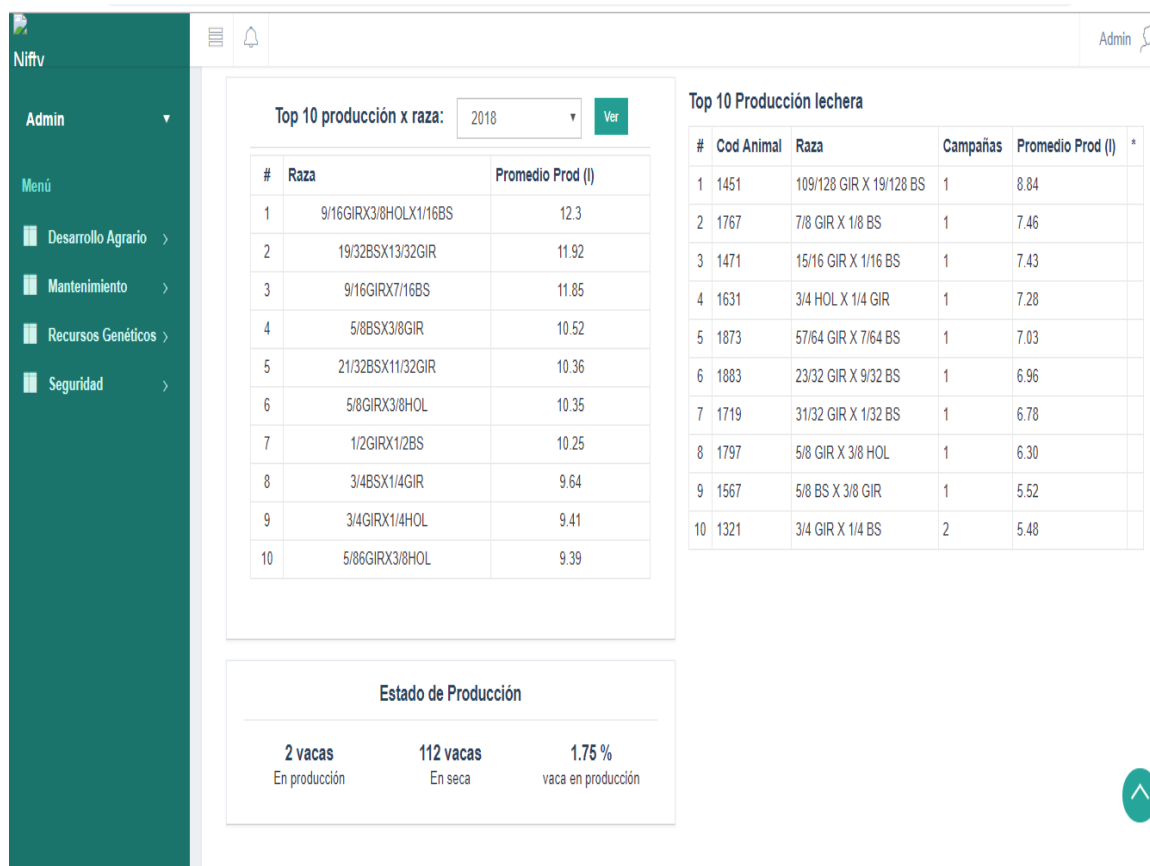 Nifty
Admin
Admin
Menú
Desarrollo Agrario
Mantenimiento
Recursos Genéticos
Seguridad
Top 10 producción x raza: 2018 Ver
# Raza Promedio Prod (l)
1 9/16GIRX3/8HOLX1/16BS 12.3
2 19/32BSX13/32GIR 11.92
3 9/16GIRX7/16BS 11.85
4 5/8BSX3/8GIR 10.52
5 21/32BSX11/32GIR 10.36
6 5/8GIRX3/8HOL 10.35
7 1/2GIRX1/2BS 10.25
8 3/4BSX1/4GIR 9.64
9 3/4GIRX1/4HOL 9.41
10 5/86GIRX3/8HOL 9.39
Top 10 Producción lechera
# Cod Animal Raza Campañas Promedio Prod (l) *
1 1451 109/128 GIR X 19/128 BS 1 8.84
2 1767 7/8 GIR X 1/8 BS 1 7.46
3 1471 15/16 GIR X 1/16 BS 1 7.43
4 1631 3/4 HOL X 1/4 GIR 1 7.28
5 1873 57/64 GIR X 7/64 BS 1 7.03
6 1883 23/32 GIR X 9/32 BS 1 6.96
7 1719 31/32 GIR X 1/32 BS 1 6.78
8 1797 5/8 GIR X 3/8 HOL 1 6.30
9 1567 5/8 BS X 3/8 GIR 1 5.52
10 1321 3/4 GIR X 1/4 BS 2 5.48
Estado de Producción
2 vacas 112 vacas 1.75 %
En producción En seca vaca en producción